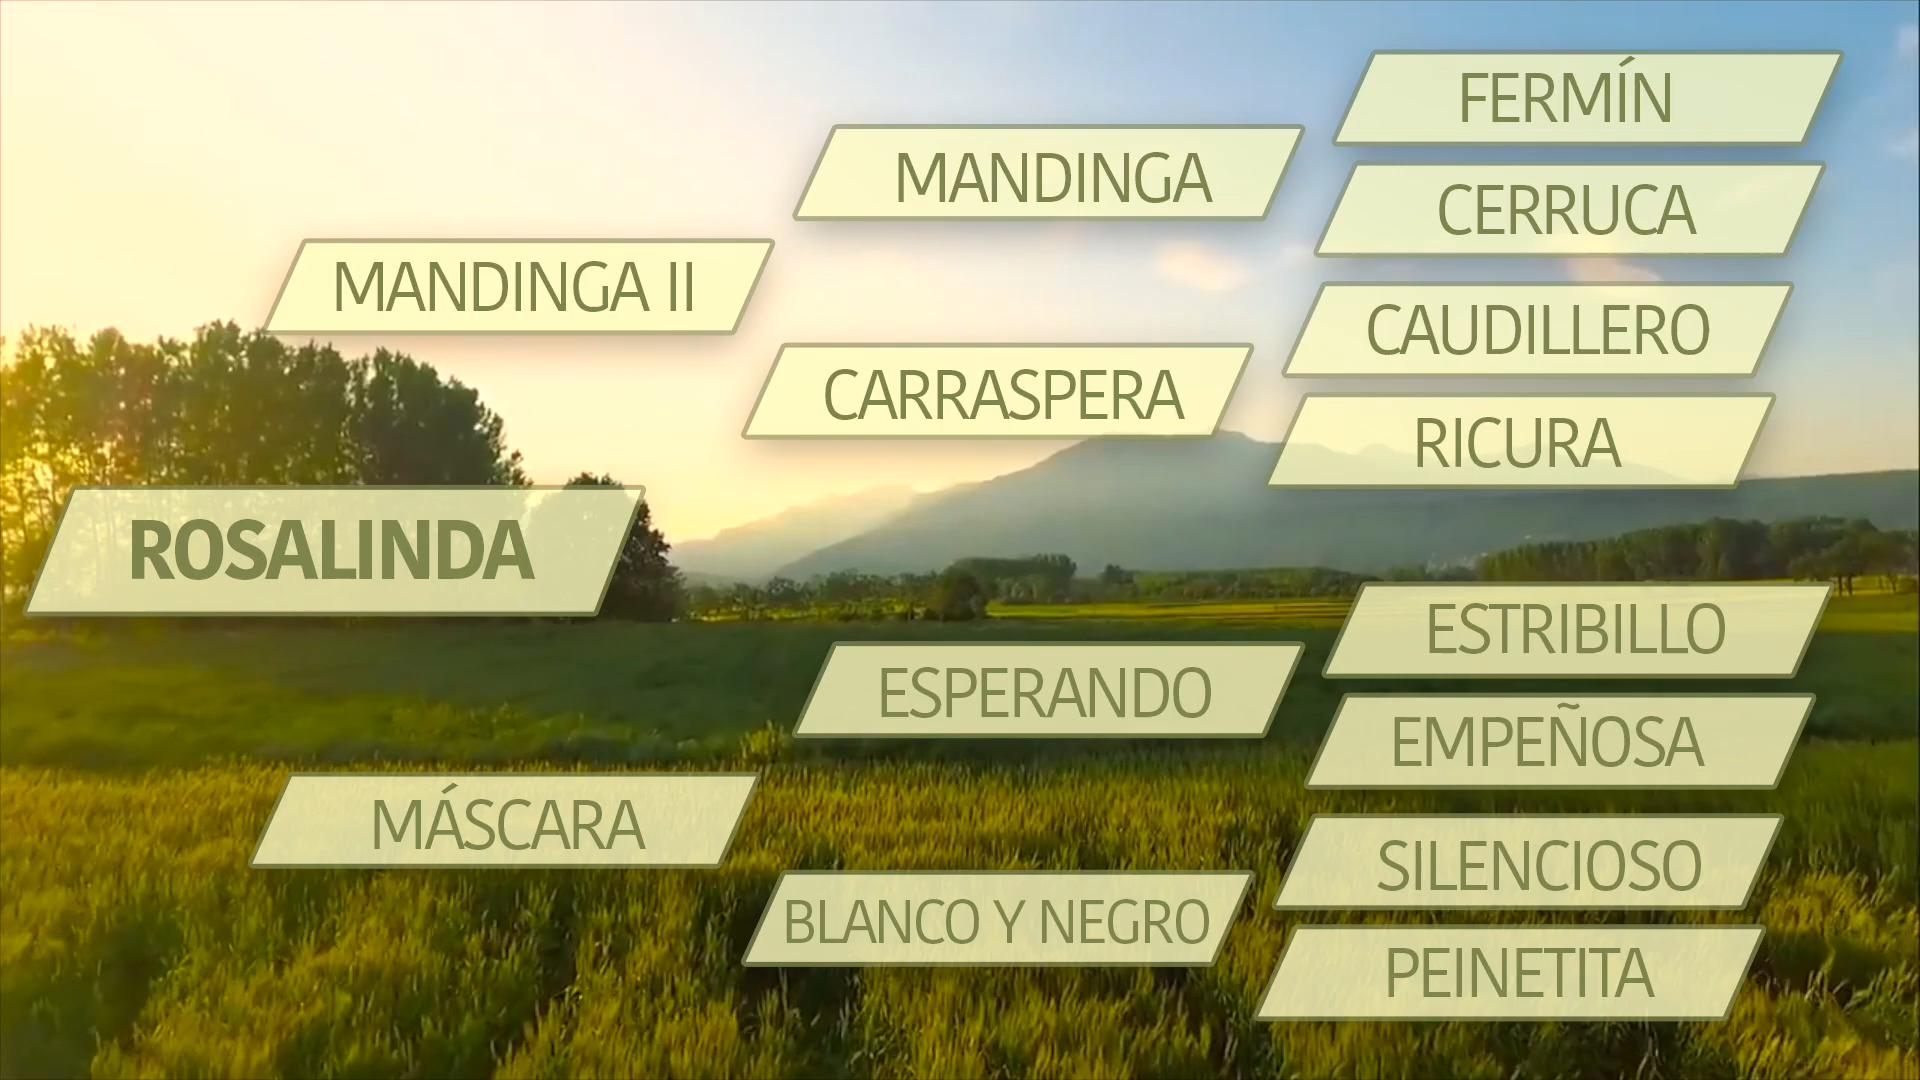 FERMÍN
MANDINGA
CERRUCA
MANDINGA II
CAUDILLERO
CARRASPERA
RICURA
ROSALINDA
ESTRIBILLO
ESPERANDO
EMPEÑOSA
MÁSCARA
SILENCIOSO
BLANCO Y NEGRO
PEINETITA